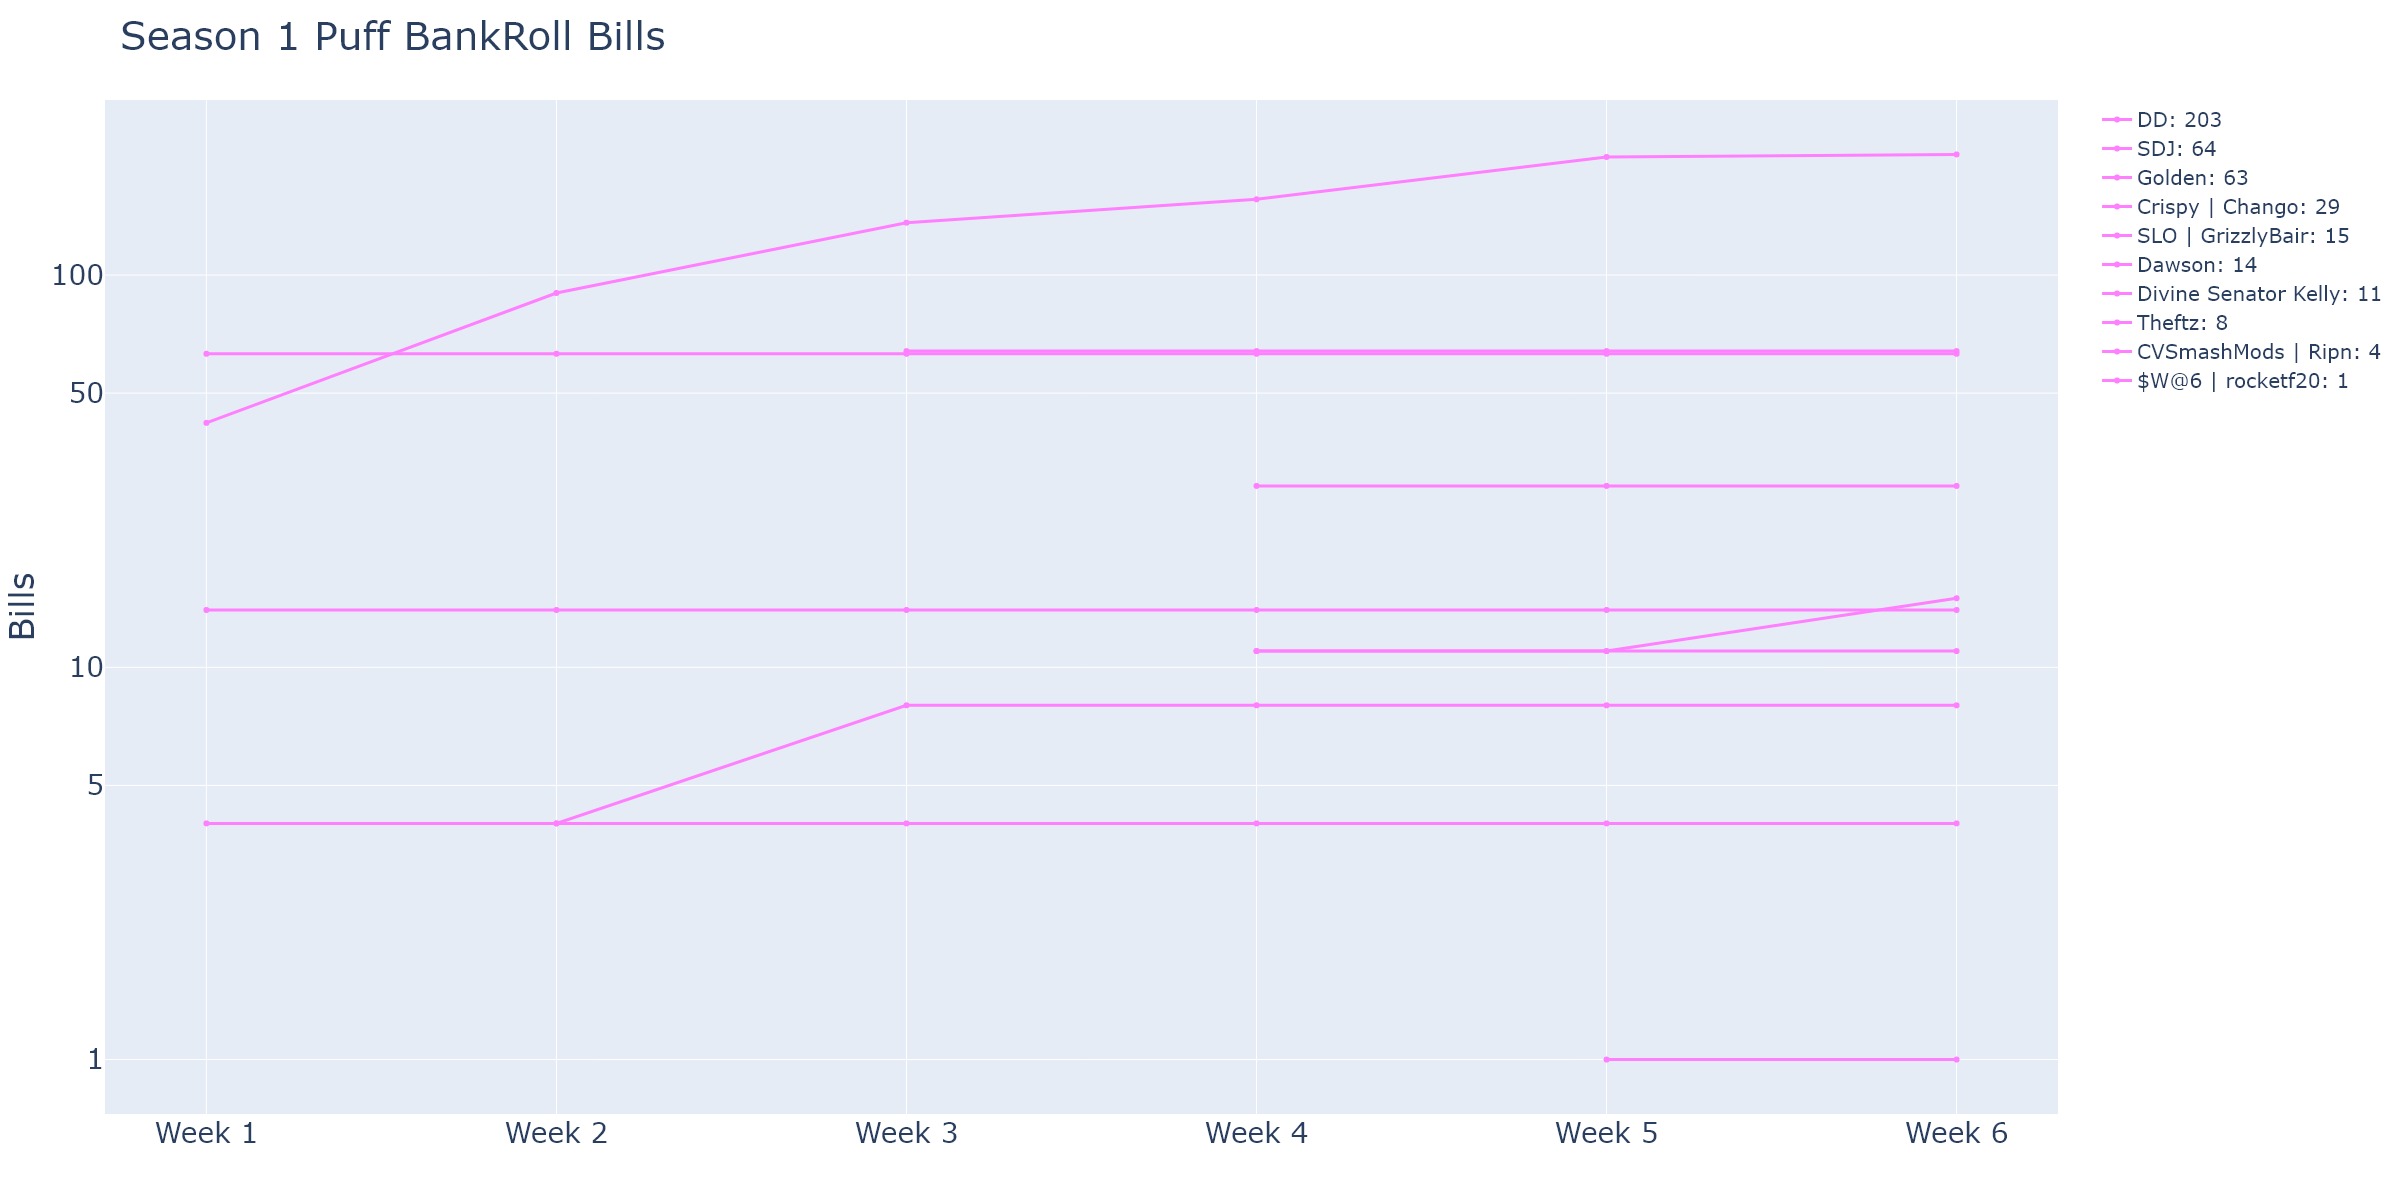 Season 1 Puff BankRoll Bills
DD: 203
SDJ: 64
Golden: 63
Crispy | Chango: 29
SLO | GrizzlyBair: 15
Dawson: 14
Divine Senator Kelly: 11
Theftz: 8
CVSmashMods | Ripn: 4
$W@6 | rocketf20: 1
100
50
10
5
1
Bills
Week 1
Week 2
Week 3
Week 4
Week 5
Week 6